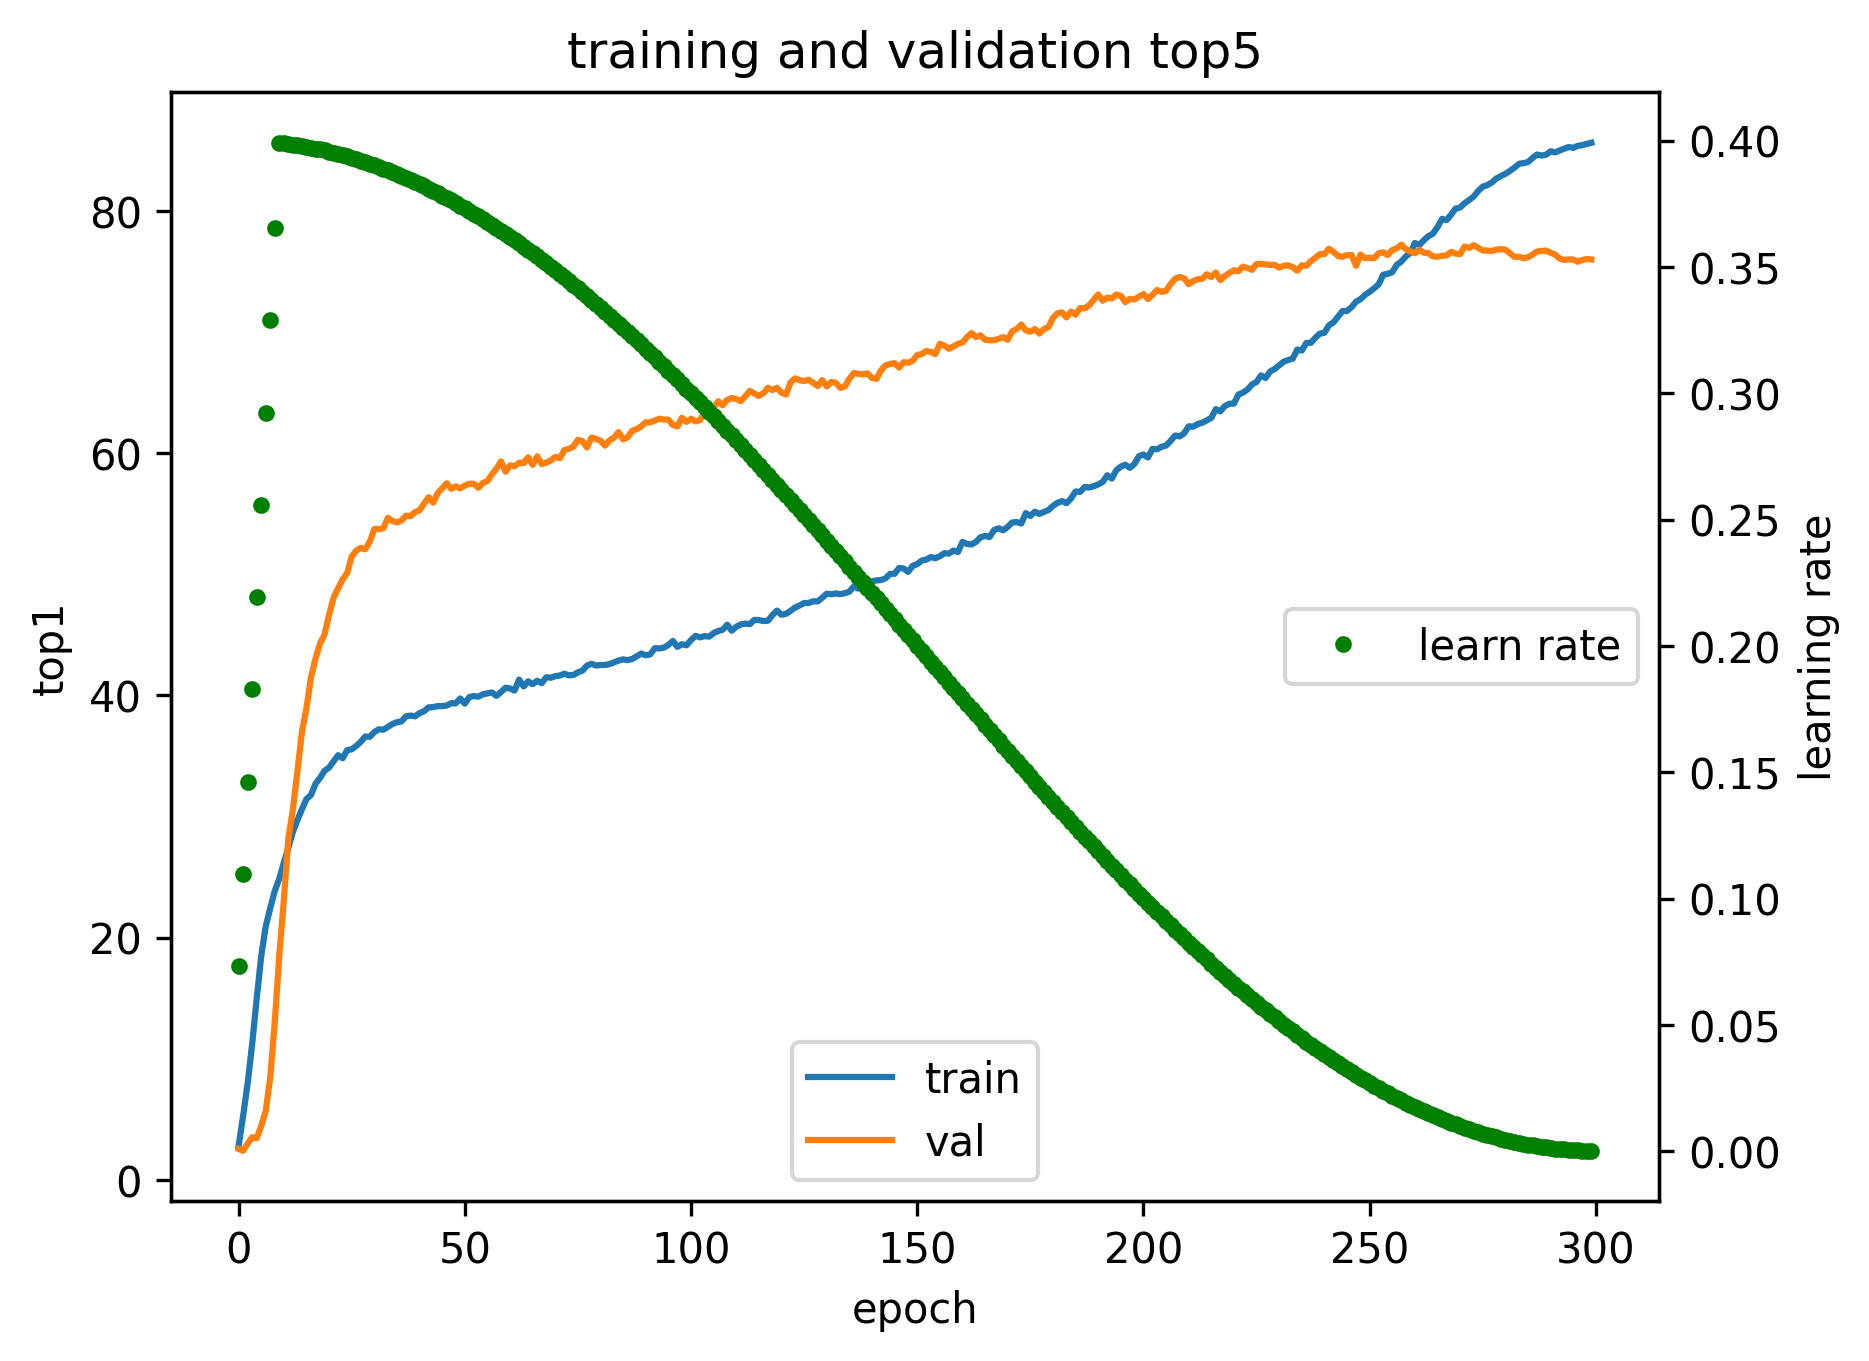 training and validation top5
top1
80
60
40
20
0
0.40
0.35
0.30
0.25
0.20
0.15
0.10
0.05
0.00
learning rate
learn rate
train
val
0 50 100 150 200 250 300
epoch